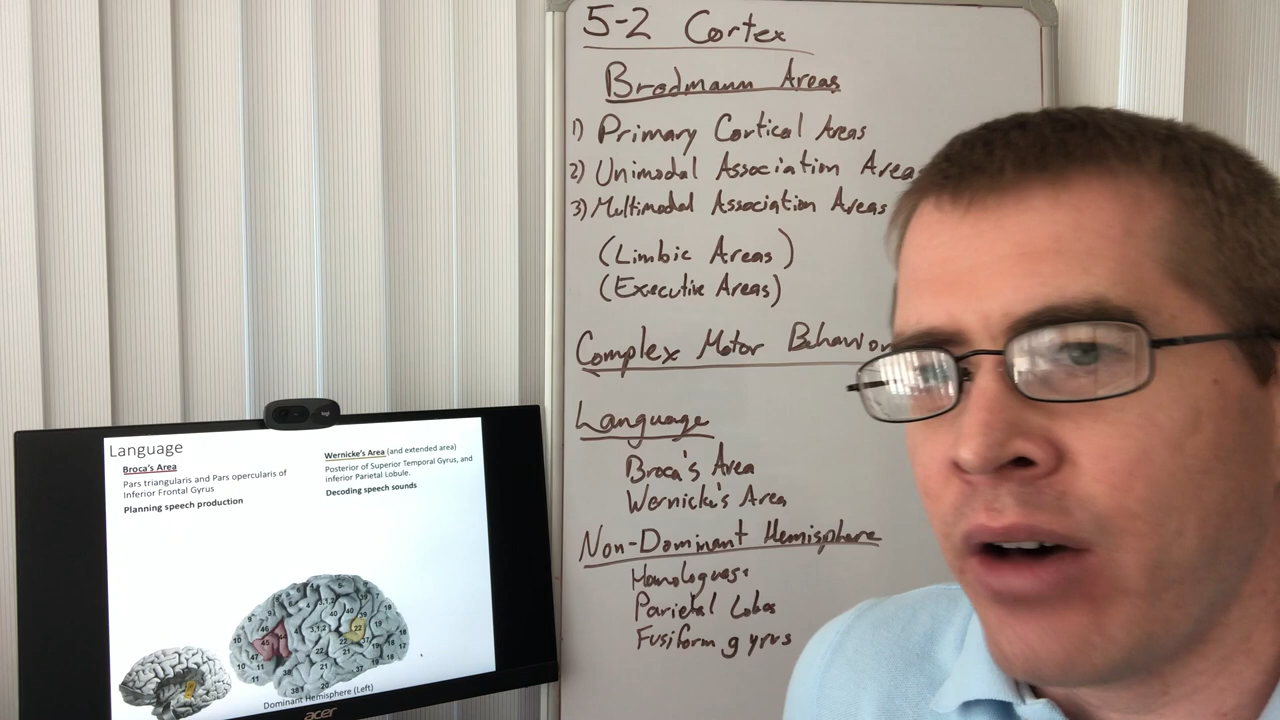 5-2 Cortex
Brodmann Areas
1) Primary Cortical Areas
2) Unimodal Association Areas
3) Multimodal Association Areas
(Limbic Areas)
(Executive Areas)
Complex Motor Behavior
Language
Broca's Area
Wernicke's Area
Non-Dominant Hemisphere
Homologues
Parietal Lobes
Fusiform gyrus
Language
Broca's Area
Pars triangularis and Pars opercularis of
Inferior Frontal Gyrus
Planning speech production
Wernicke's Area (and extended area)
Posterior of Superior Temporal Gyrus, and
inferior Parietal Lobule.
Decoding speech sounds
Dominant Hemisphere (Left)
acer
logi